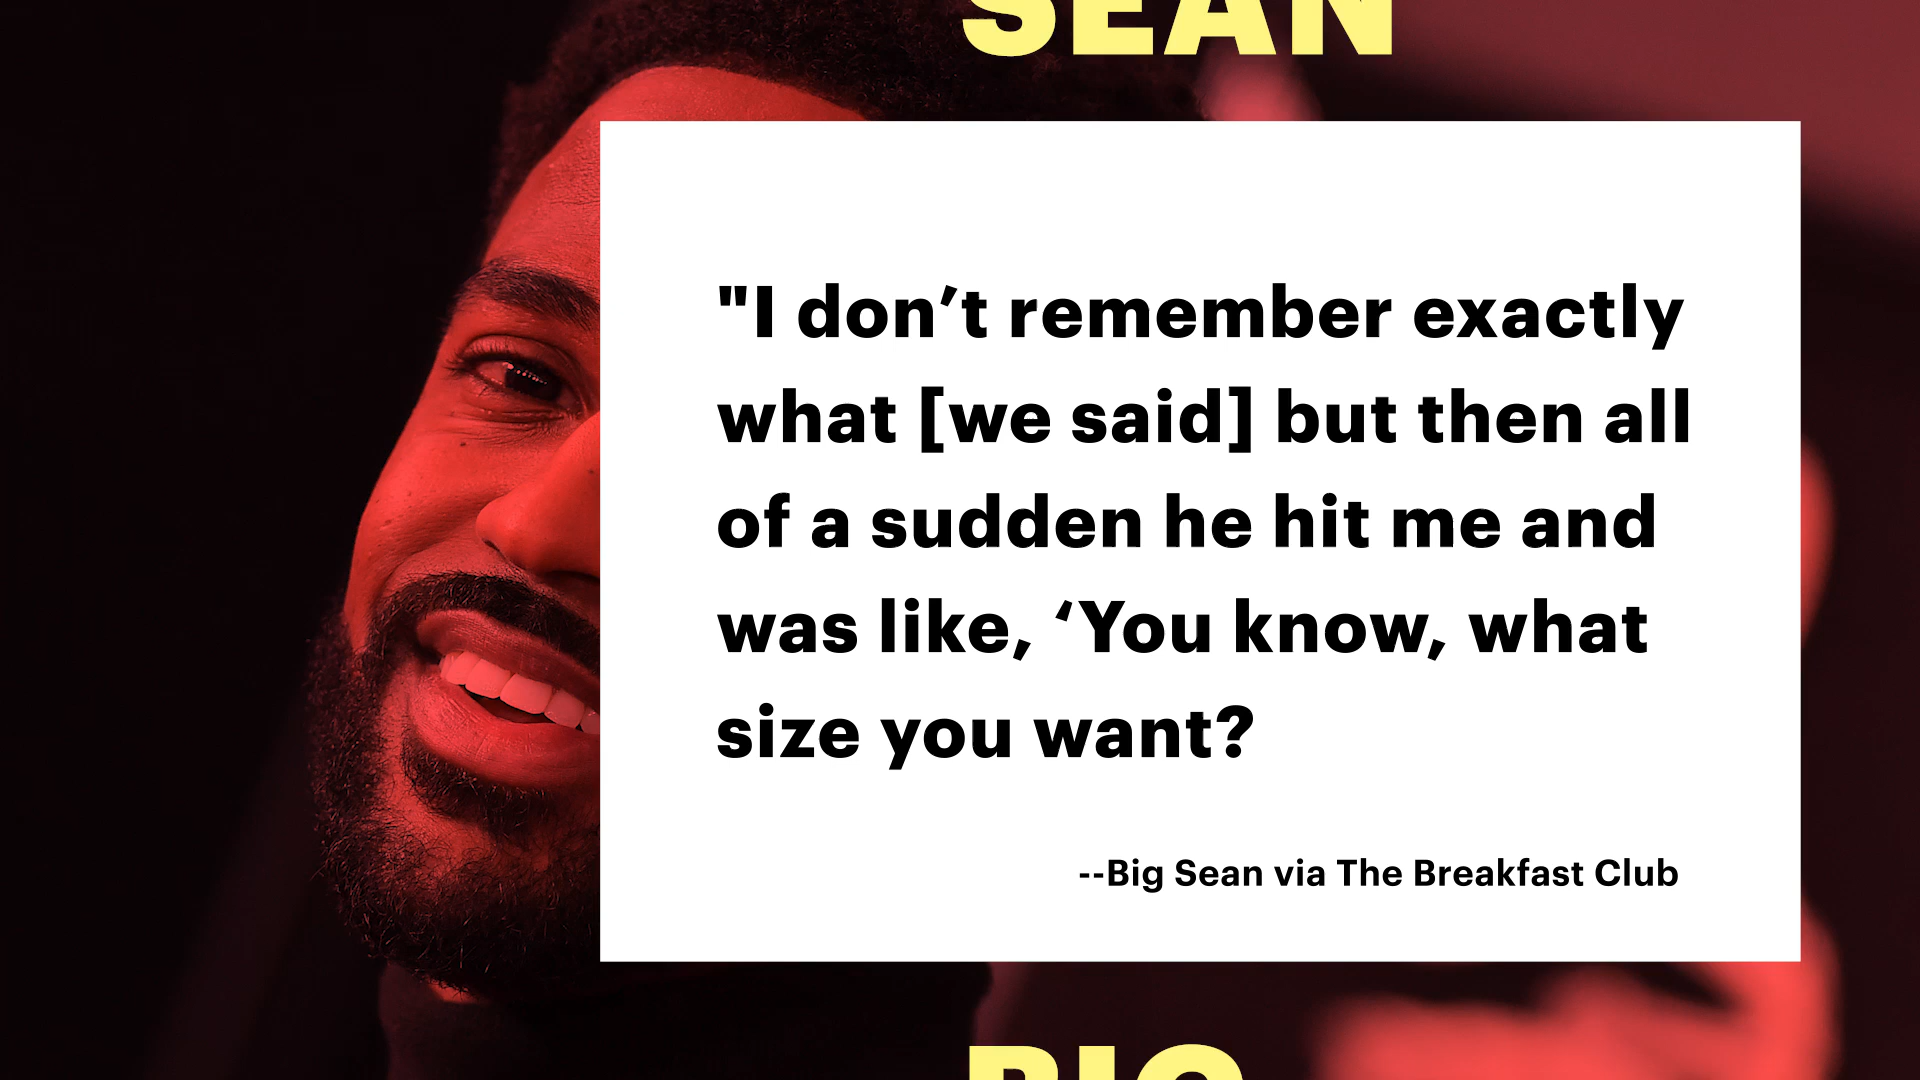 SEAN
"I don’t remember exactly
what [we said] but then all
of a sudden he hit me and
was like, ‘You know, what
size you want?
--Big Sean via The Breakfast Club
BIG